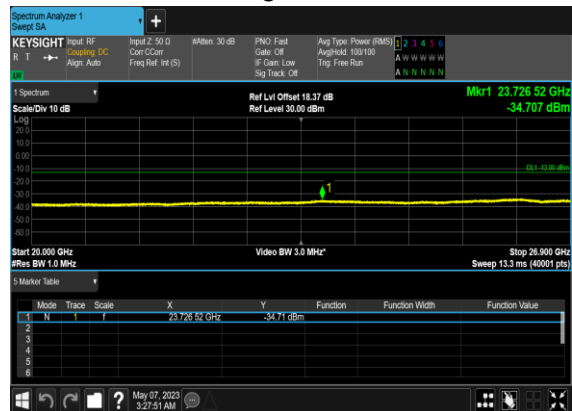 Spectrum Analyzer 1
Swept SA
+
KEYSIGHT Input: RF Input Z: 50 Ω #Atten: 30 dB PNO: Fast Avg Type: Power (RMS) 1 2 3 4 5 6
R T Coupling: DC Corr CCorr Gate: Off Avg|Hold: 100/100 A W W W W W
Align: Auto Freq Ref: Int (S) IF Gain: Low Trig: Free Run
LW Sig Track: Off A N N N N N
1 Spectrum Ref Lvl Offset 18.37 dB Mkr1 23.726 52 GHz
Scale/Div 10 dB Ref Level 30.00 dBm -34.707 dBm
Log
20.0
10.0
0.00
-10.0 DL1 -13.00 dBm
-20.0
-30.0 1
-40.0
-50.0
-60.0
Start 20.000 GHz Video BW 3.0 MHz* Stop 26.900 GHz
#Res BW 1.0 MHz Sweep 13.3 ms (40001 pts)
5 Marker Table
Mode Trace Scale X Y Function Function Width Function Value
1 N 1 f 23.726 52 GHz -34.71 dBm
2
3
4
5
6
? May 07, 2023
3:27:51 AM